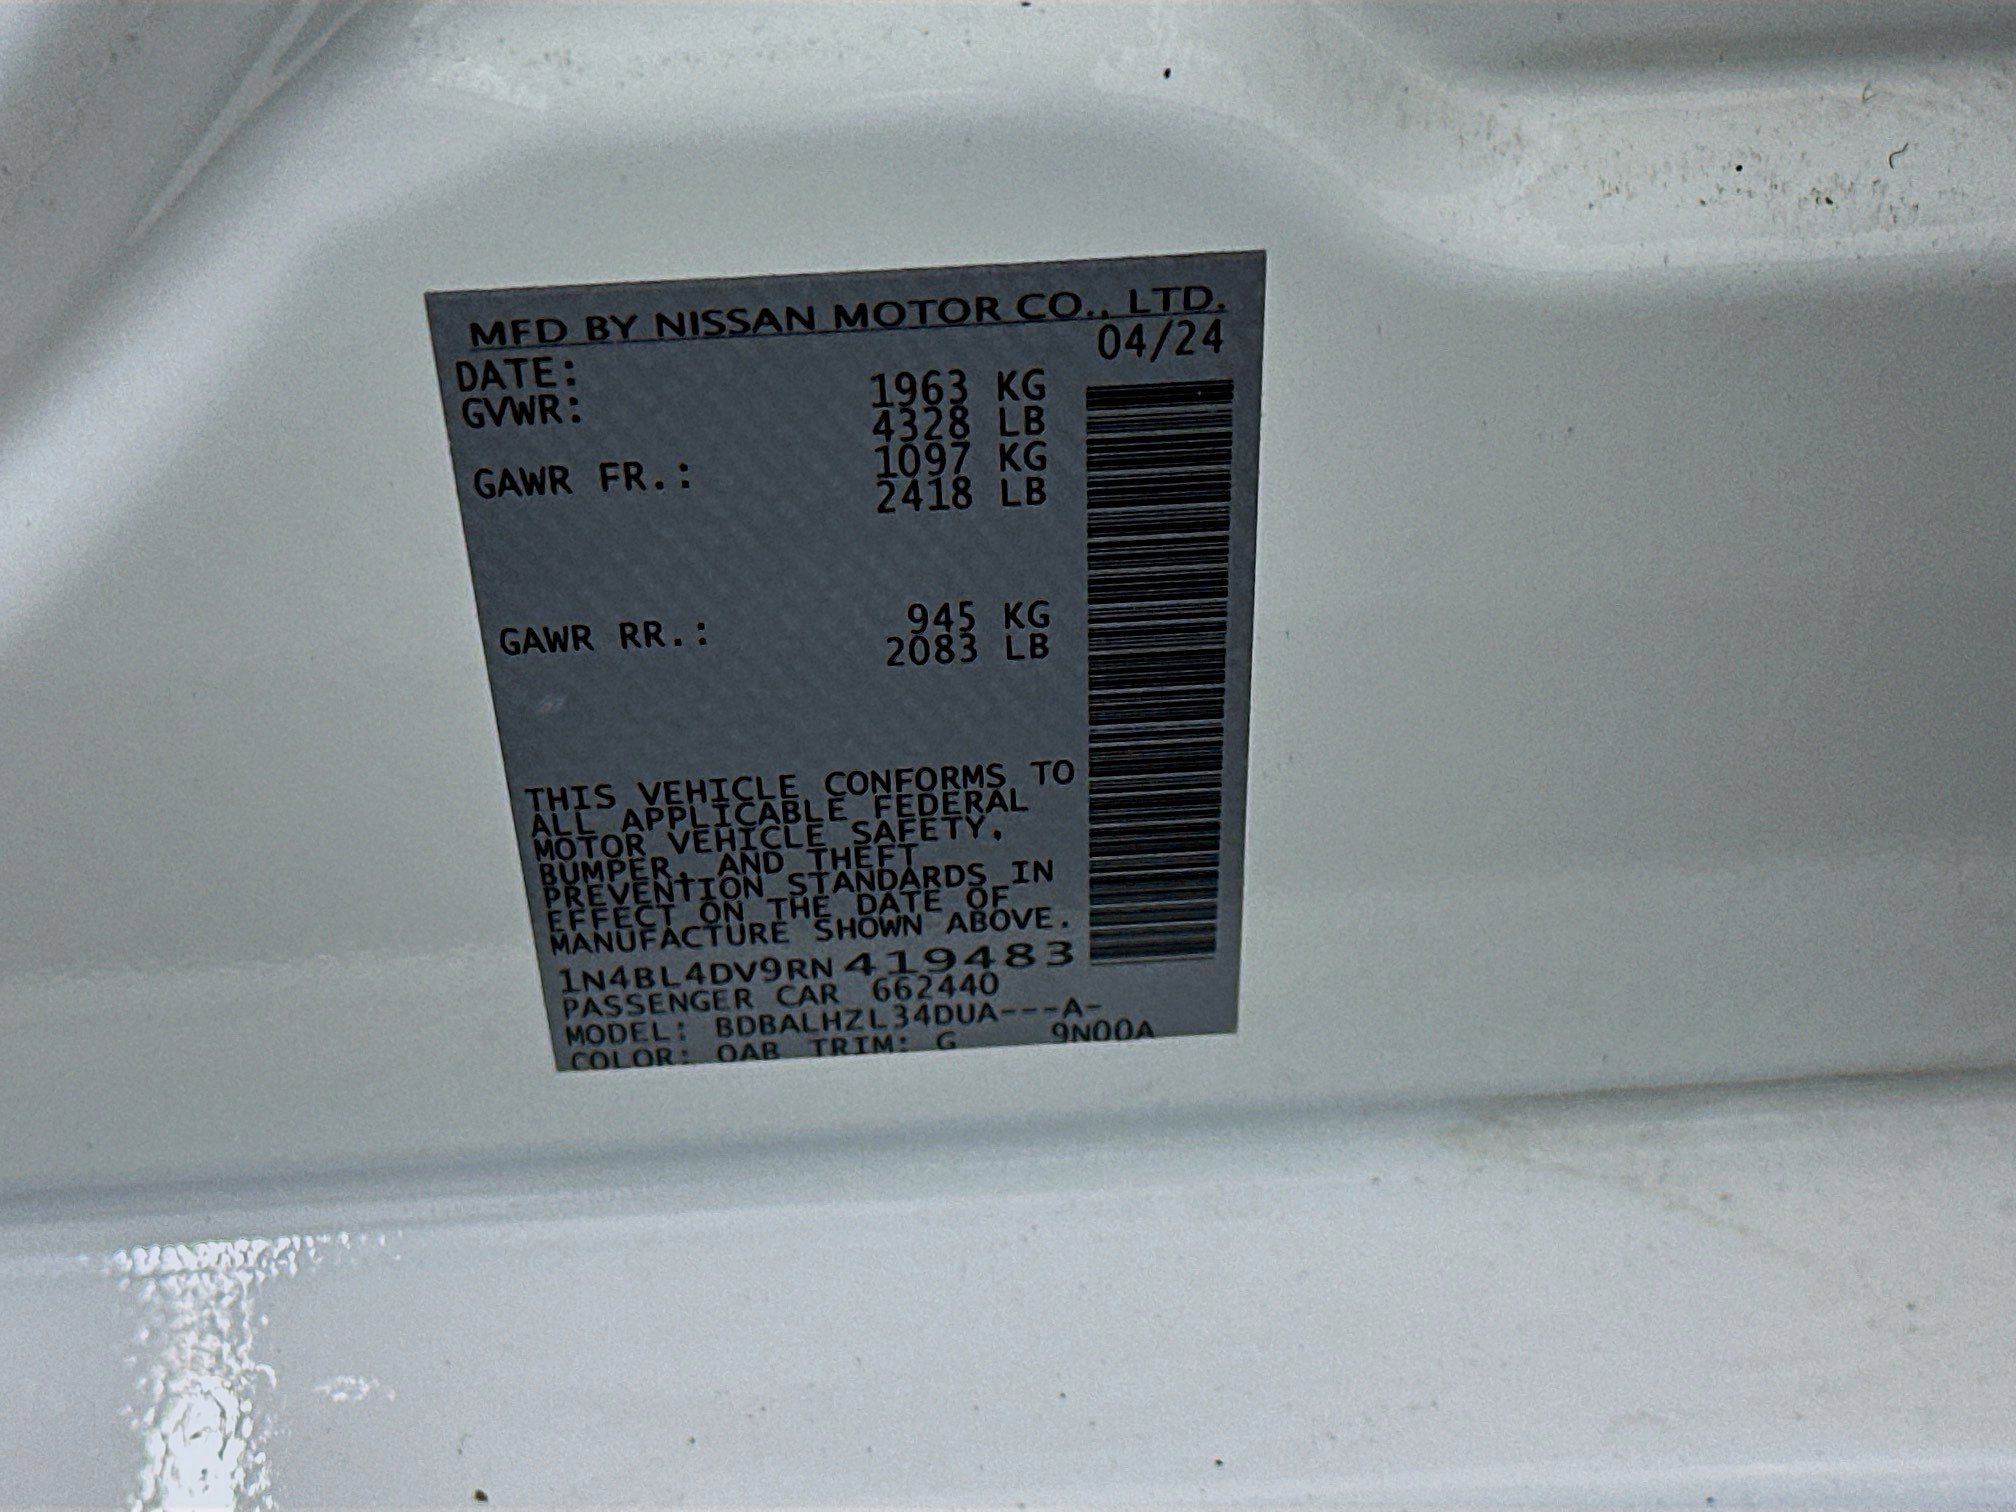 MFD BY NISSAN MOTOR CO., LTD.
DATE: 04/24
GVWR: 1963 KG
4328 LB
GAWR FR.: 1097 KG
2418 LB
GAWR RR.: 945 KG
2083 LB
THIS VEHICLE CONFORMS TO
ALL APPLICABLE FEDERAL
MOTOR VEHICLE SAFETY,
BUMPER, AND THEFT
PREVENTION STANDARDS IN
EFFECT ON THE DATE OF
MANUFACTURE SHOWN ABOVE.
1N4BL4DV9RN419483
PASSENGER CAR 662440
MODEL: BDBALHZL34DUA---A-
COLOR: QAB TRIM: G 9N00A